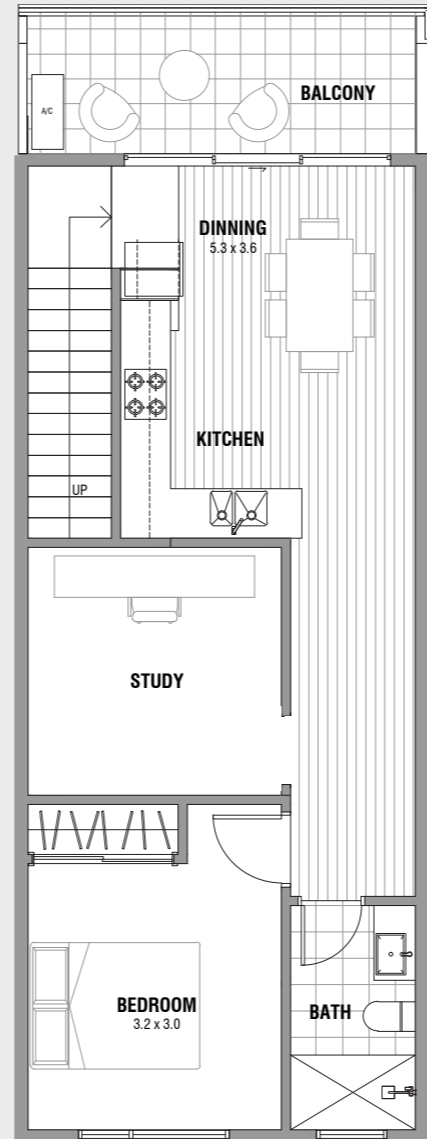 BALCONY
A/C
DINNING
5.3 x 3.6
KITCHEN
UP
STUDY
BEDROOM
3.2 x 3.0
BATH